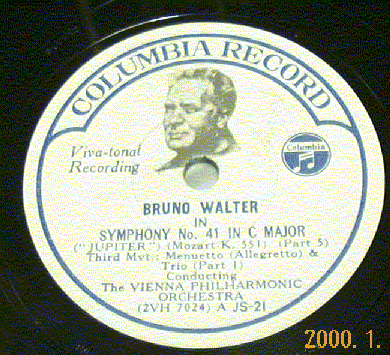 COLUMBIA RECORD
Viva-tonal
Recording
Columbia
BRUNO WALTER
IN
SYMPHONY No. 41 IN C MAJOR
("JUPITER") (Mozart K. 551) (Part 5)
Third Mvt.; Menuetto (Allegretto) &
Trio (Part 1)
Conducting
The VIENNA PHILHARMONIC
ORCHESTRA
(2VH 7024) A JS-21
2000. 1.